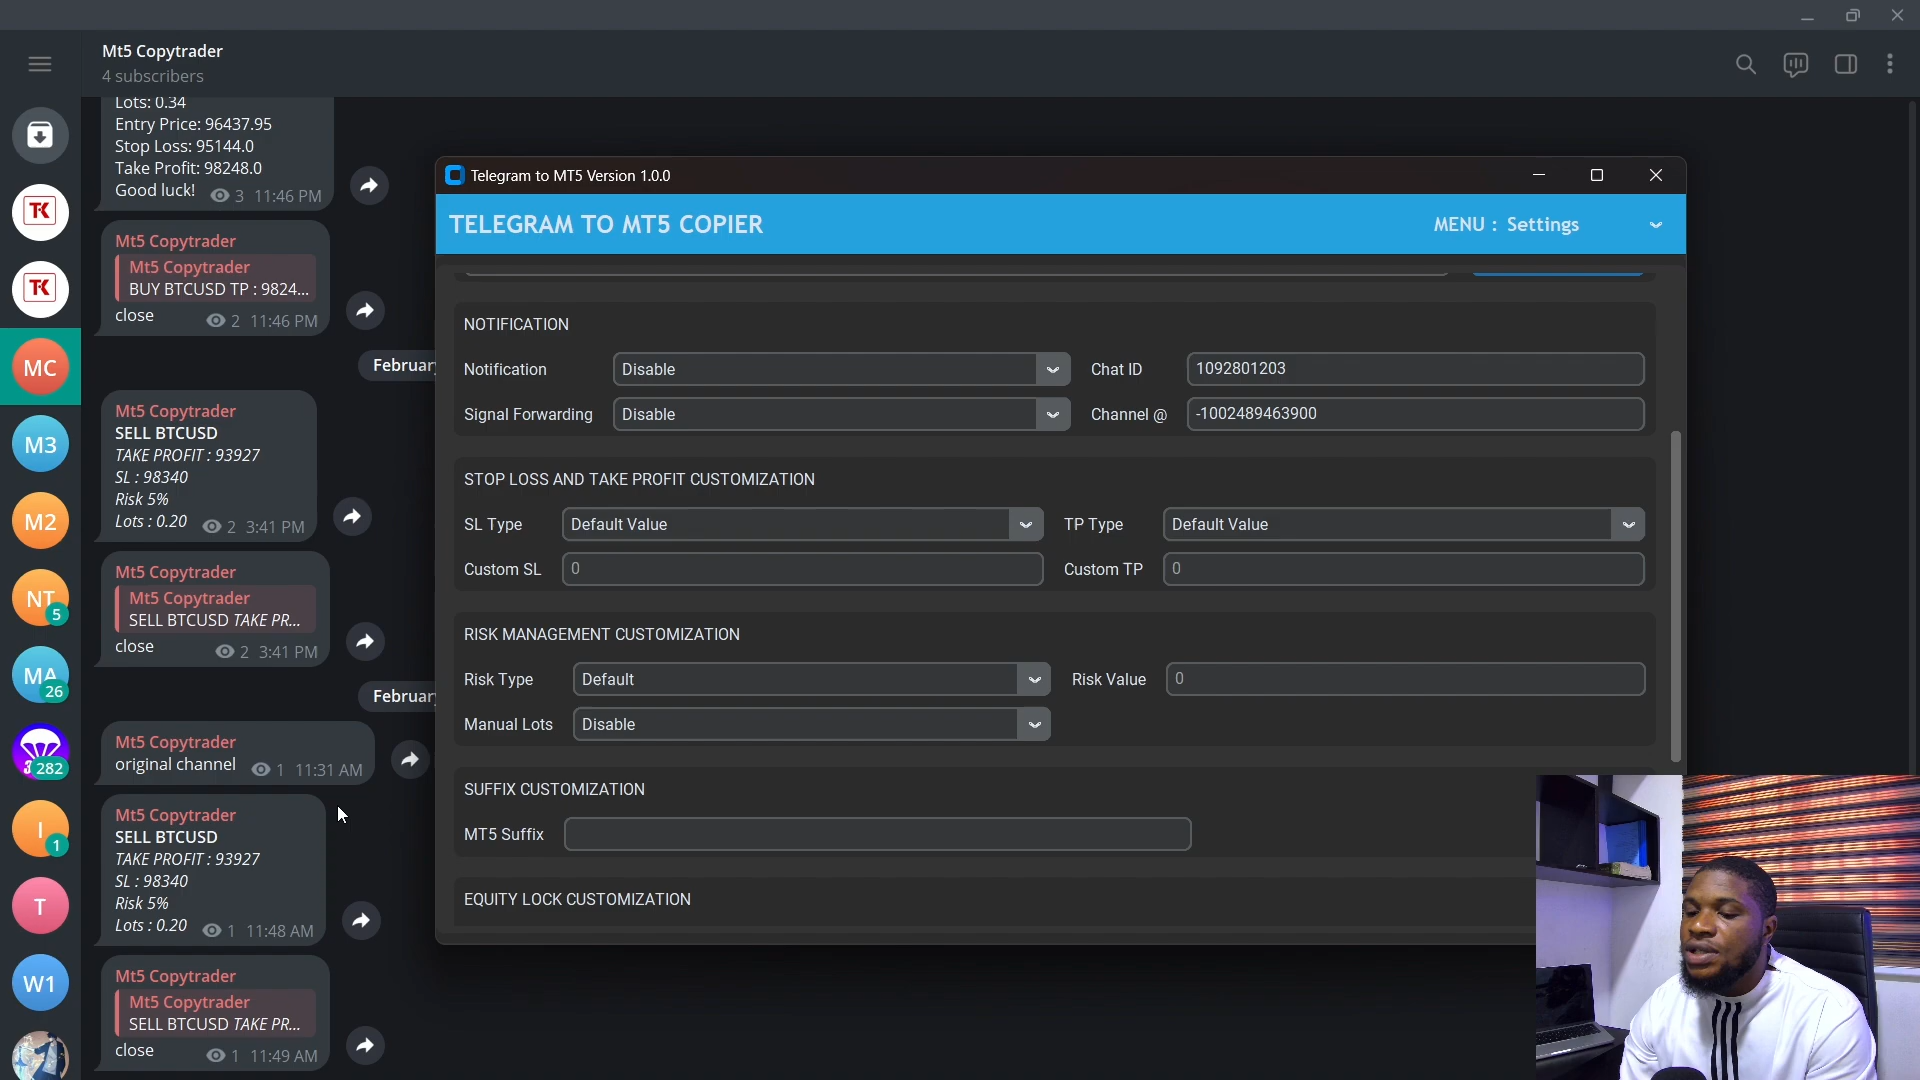 Mt5 Copytrader
4 subscribers
Lots: 0.34
Entry Price: 96437.95
Stop Loss: 95144.0
Take Profit: 98248.0
Good luck! 3 11:46 PM
Mt5 Copytrader
Mt5 Copytrader
BUY BTCUSD TP : 9824...
close 2 11:46 PM
February
Mt5 Copytrader
SELL BTCUSD
TAKE PROFIT : 93927
SL : 98340
Risk 5%
Lots : 0.20 2 3:41 PM
Mt5 Copytrader
Mt5 Copytrader
SELL BTCUSD TAKE PR...
close 2 3:41 PM
February
Mt5 Copytrader
original channel 1 11:31 AM
Mt5 Copytrader
SELL BTCUSD
TAKE PROFIT : 93927
SL : 98340
Risk 5%
Lots : 0.20 1 11:48 AM
Mt5 Copytrader
Mt5 Copytrader
SELL BTCUSD TAKE PR...
close 1 11:49 AM
TK
TK
MC
M3
M2
NT
5
MA
26
282
I
1
T
W1
Telegram to MT5 Version 1.0.0
TELEGRAM TO MT5 COPIER MENU : Settings
NOTIFICATION
Notification Disable Chat ID 1092801203
Signal Forwarding Disable Channel @ -1002489463900
STOP LOSS AND TAKE PROFIT CUSTOMIZATION
SL Type Default Value TP Type Default Value
Custom SL 0 Custom TP 0
RISK MANAGEMENT CUSTOMIZATION
Risk Type Default Risk Value 0
Manual Lots Disable
SUFFIX CUSTOMIZATION
MT5 Suffix
EQUITY LOCK CUSTOMIZATION